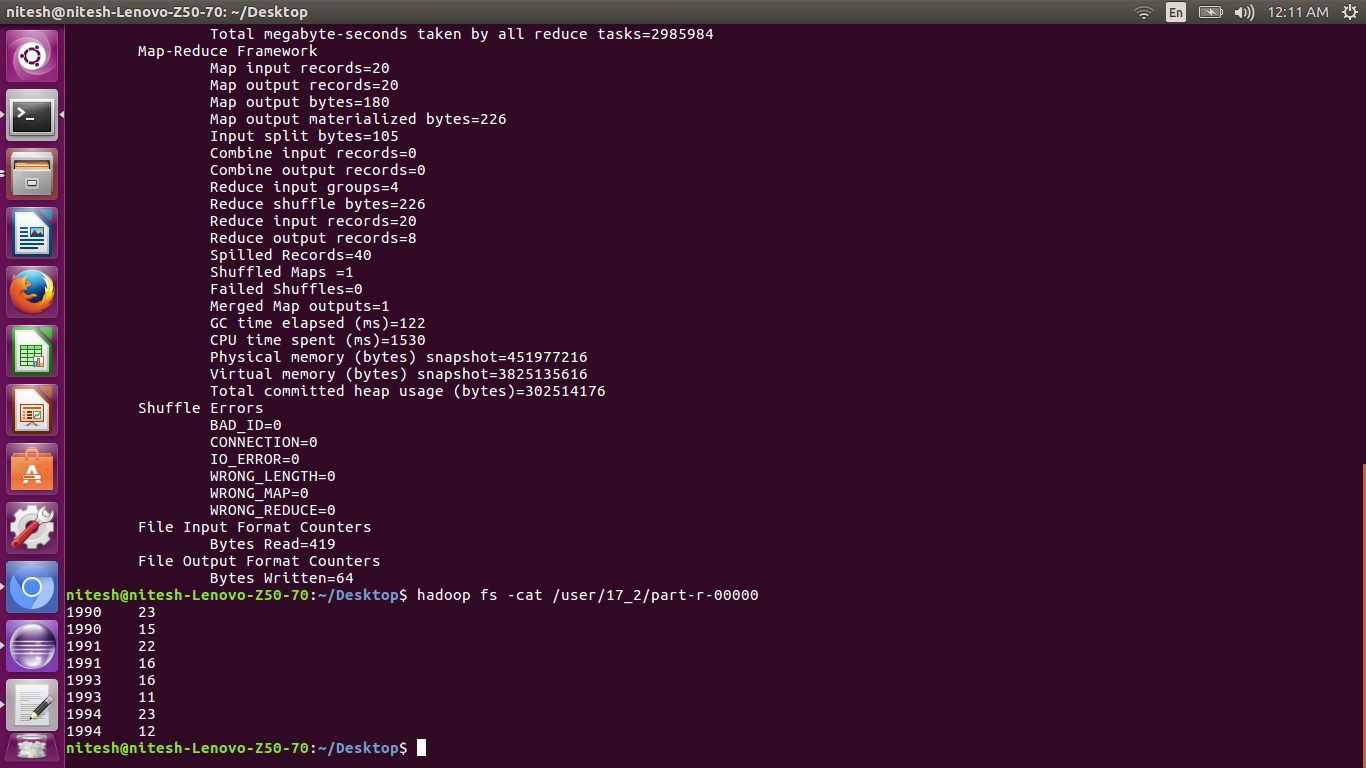 nitesh@nitesh-Lenovo-Z50-70: ~/Desktop En 12:11 AM
Total megabyte-seconds taken by all reduce tasks=2985984
Map-Reduce Framework
Map input records=20
Map output records=20
Map output bytes=180
Map output materialized bytes=226
Input split bytes=105
Combine input records=0
Combine output records=0
Reduce input groups=4
Reduce shuffle bytes=226
Reduce input records=20
Reduce output records=8
Spilled Records=40
Shuffled Maps =1
Failed Shuffles=0
Merged Map outputs=1
GC time elapsed (ms)=122
CPU time spent (ms)=1530
Physical memory (bytes) snapshot=451977216
Virtual memory (bytes) snapshot=3825135616
Total committed heap usage (bytes)=302514176
Shuffle Errors
BAD_ID=0
CONNECTION=0
IO_ERROR=0
WRONG_LENGTH=0
WRONG_MAP=0
WRONG_REDUCE=0
File Input Format Counters
Bytes Read=419
File Output Format Counters
Bytes Written=64
nitesh@nitesh-Lenovo-Z50-70:~/Desktop$ hadoop fs -cat /user/17_2/part-r-00000
1990 23
1990 15
1991 22
1991 16
1993 16
1993 11
1994 23
1994 12
nitesh@nitesh-Lenovo-Z50-70:~/Desktop$